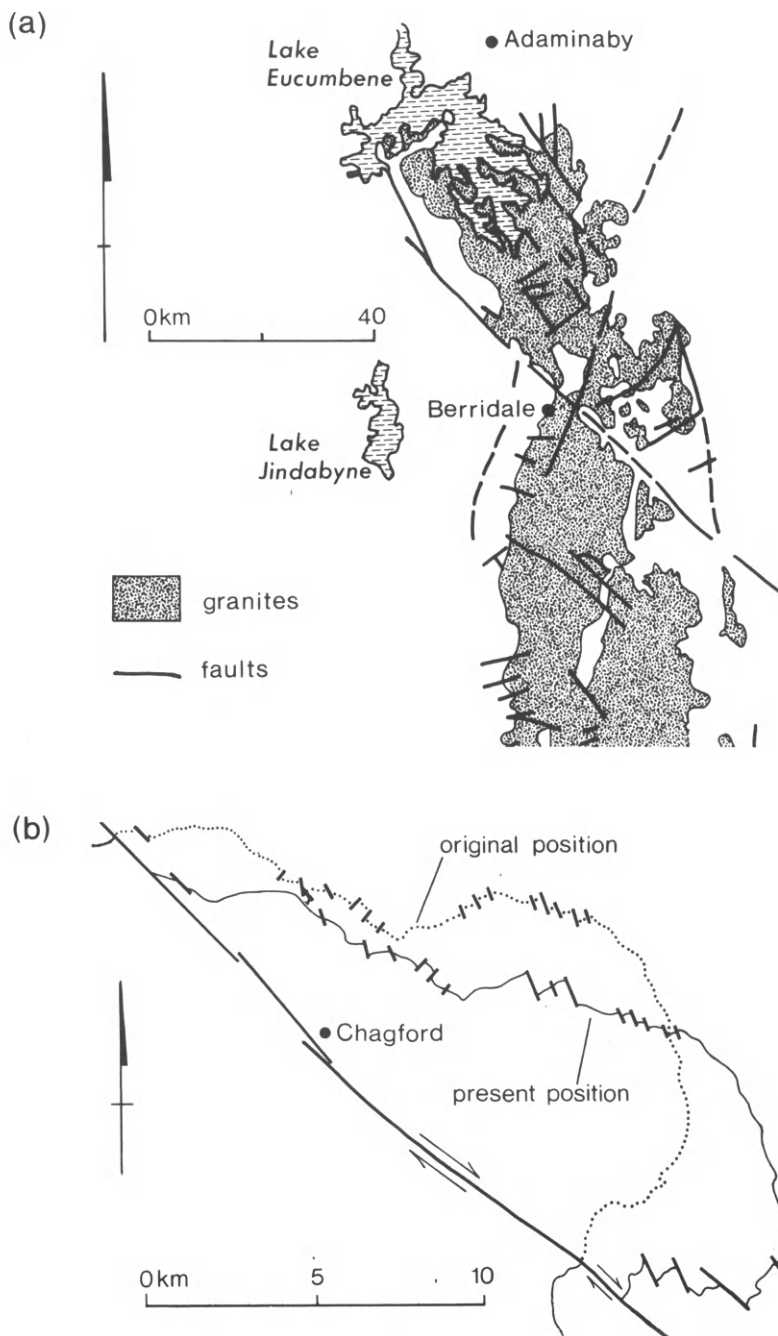 (a)
Lake
Eucumbene
Adaminaby
0km
40
Berridale
Lake
Jindabyne
granites
faults
(b)
original position
Chagford
present position
0km
5
10